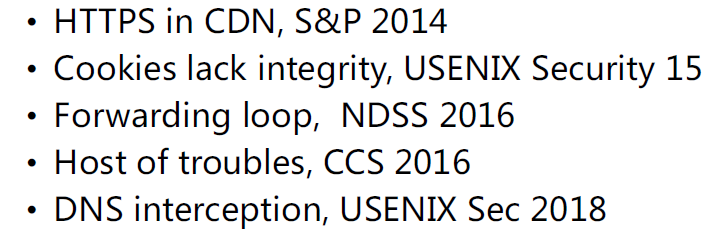 • HTTPS in CDN, S&P 2014
• Cookies lack integrity, USENIX Security 15
• Forwarding loop,  NDSS 2016
• Host of troubles, CCS 2016
• DNS interception, USENIX Sec 2018